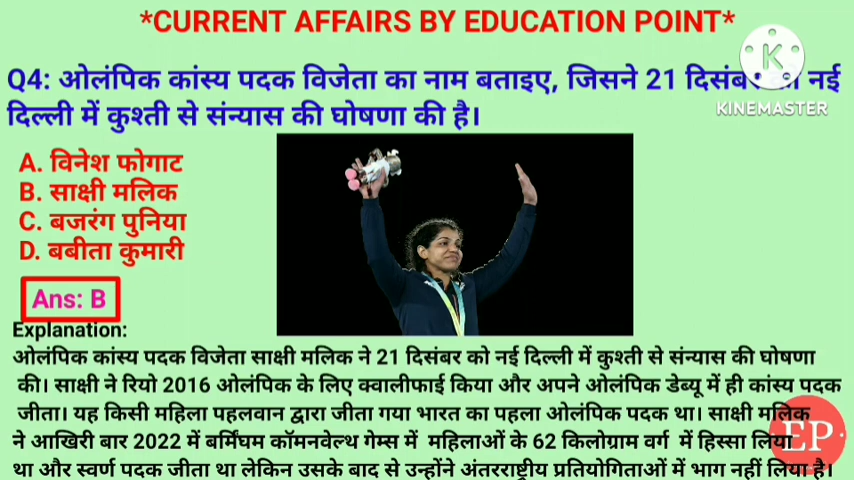 *CURRENT AFFAIRS BY EDUCATION POINT*
K
KINEMASTER
Q4: ओलंपिक कांस्य पदक विजेता का नाम बताइए, जिसने 21 दिसंबर नई
दिल्ली में कुश्ती से संन्यास की घोषणा की है।
A. विनेश फोगाट
B. साक्षी मलिक
C. बजरंग पुनिया
D. बबीता कुमारी
Ans: B
Explanation:
ओलंपिक कांस्य पदक विजेता साक्षी मलिक ने 21 दिसंबर को नई दिल्ली में कुश्ती से संन्यास की घोषणा
की। साक्षी ने रियो 2016 ओलंपिक के लिए क्वालीफाई किया और अपने ओलंपिक डेब्यू में ही कांस्य पदक
जीता। यह किसी महिला पहलवान द्वारा जीता गया भारत का पहला ओलंपिक पदक था। साक्षी मलिक
ने आखिरी बार 2022 में बर्मिंघम कॉमनवेल्थ गेम्स में महिलाओं के 62 किलोग्राम वर्ग में हिस्सा लिया
था और स्वर्ण पदक जीता था लेकिन उसके बाद से उन्होंने अंतरराष्ट्रीय प्रतियोगिताओं में भाग नहीं लिया है।
EP